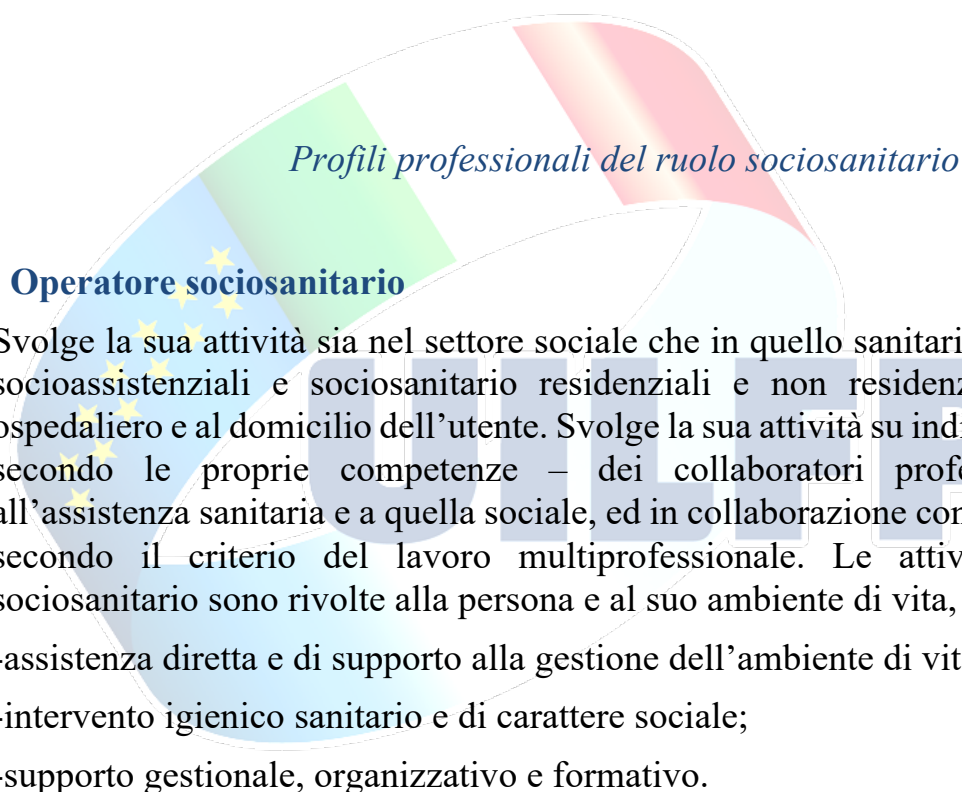 Profili professionali del ruolo sociosanitario
Operatore sociosanitario
Svolge la sua attività sia nel settore sociale che in quello sanitari
socioassistenziali e sociosanitario residenziali e non residenz
ospedaliero e al domicilio dell’utente. Svolge la sua attività su indi
secondo le proprie competenze – dei collaboratori profe
all’assistenza sanitaria e a quella sociale, ed in collaborazione con
secondo il criterio del lavoro multiprofessionale. Le attiv
sociosanitario sono rivolte alla persona e al suo ambiente di vita,
-assistenza diretta e di supporto alla gestione dell’ambiente di vit
-intervento igienico sanitario e di carattere sociale;
-supporto gestionale, organizzativo e formativo.
UILFP